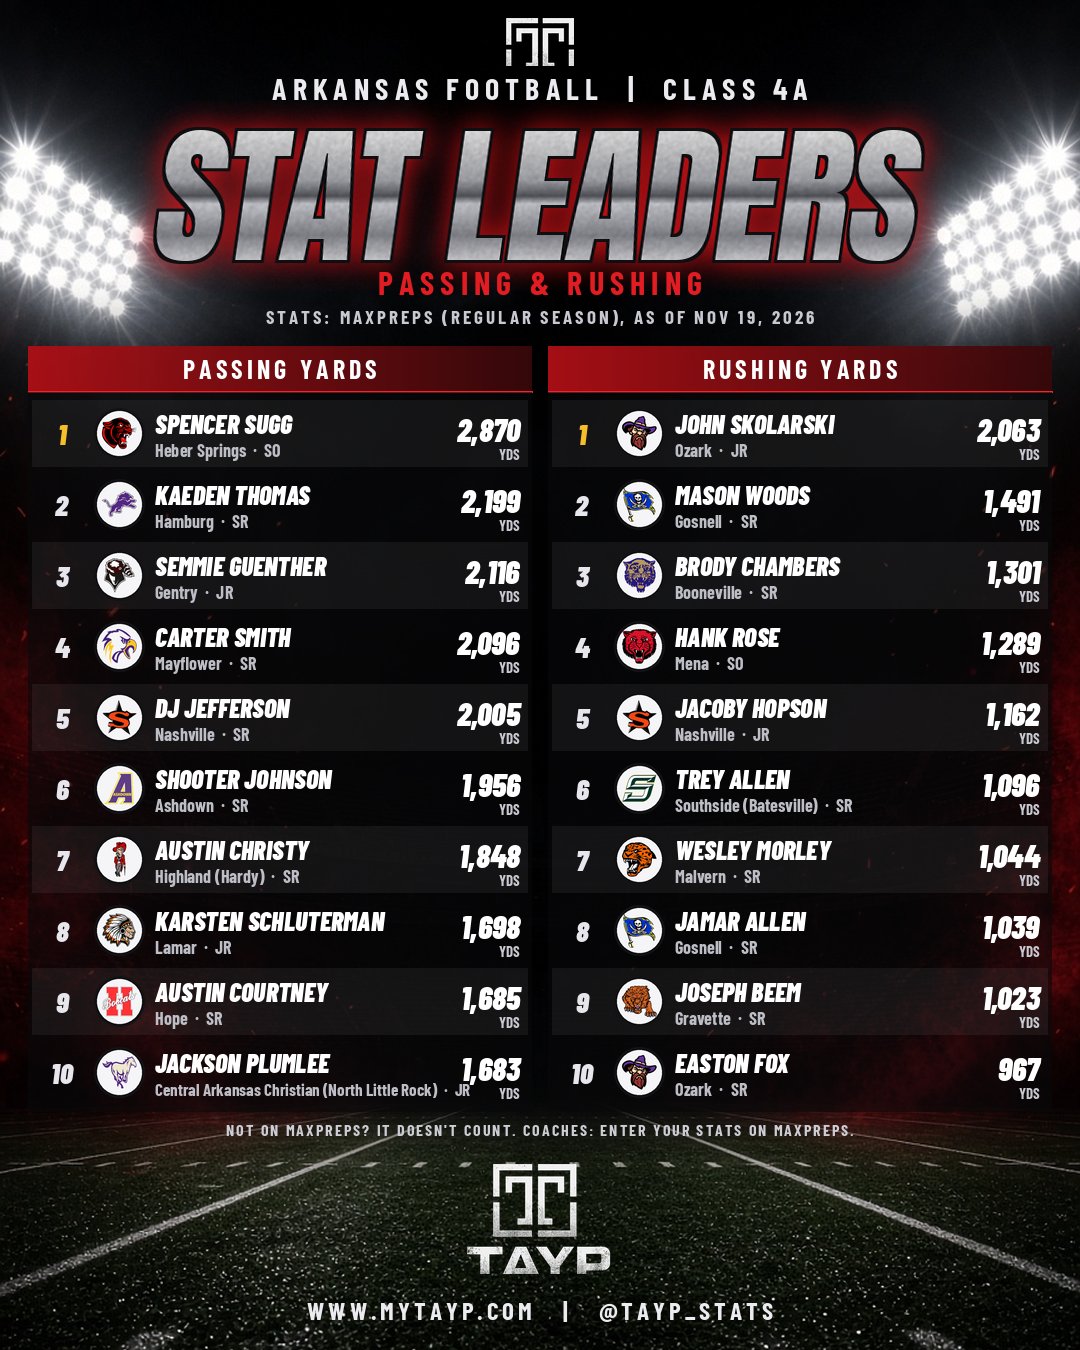 ARKANSAS FOOTBALL | CLASS 4A
STAT LEADERS
PASSING & RUSHING
STATS: MAXPREPS (REGULAR SEASON), AS OF NOV 19, 2026
PASSING YARDS
1 SPENCER SUGG 2,870
Heber Springs · SO YDS
2 KAEDEN THOMAS 2,199
Hamburg · SR YDS
3 SEMMIE GUENTHER 2,116
Gentry · JR YDS
4 CARTER SMITH 2,096
Mayflower · SR YDS
5 DJ JEFFERSON 2,005
Nashville · SR YDS
6 SHOOTER JOHNSON 1,956
Ashdown · SR YDS
7 AUSTIN CHRISTY 1,848
Highland (Hardy) · SR YDS
8 KARSTEN SCHLUTERMAN 1,698
Lamar · JR YDS
9 AUSTIN COURTNEY 1,685
Hope · SR YDS
10 JACKSON PLUMLEE 1,683
Central Arkansas Christian (North Little Rock) · JR YDS
RUSHING YARDS
1 JOHN SKOLARSKI 2,063
Ozark · JR YDS
2 MASON WOODS 1,491
Gosnell · SR YDS
3 BRODY CHAMBERS 1,301
Booneville · SR YDS
4 HANK ROSE 1,289
Mena · SO YDS
5 JACOBY HOPSON 1,162
Nashville · JR YDS
6 TREY ALLEN 1,096
Southside (Batesville) · SR YDS
7 WESLEY MORLEY 1,044
Malvern · SR YDS
8 JAMAR ALLEN 1,039
Gosnell · SR YDS
9 JOSEPH BEEM 1,023
Gravette · SR YDS
10 EASTON FOX 967
Ozark · SR YDS
NOT ON MAXPREPS? IT DOESN'T COUNT. COACHES: ENTER YOUR STATS ON MAXPREPS.
TAYP
WWW.MYTAYP.COM | @TAYP_STATS